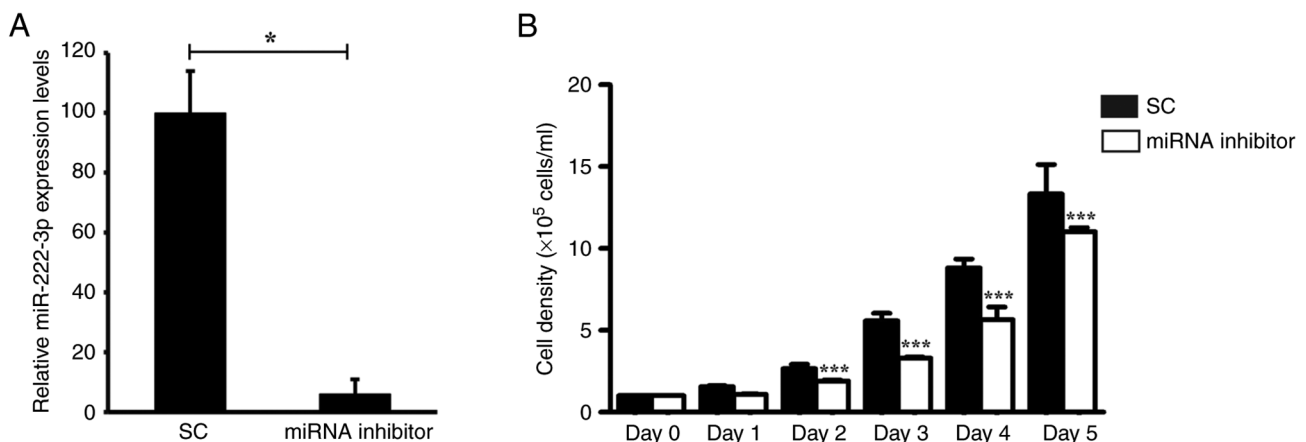 A
Relative miR-222-3p expression levels
120
100
80
60
40
20
0
*
SC
miRNA inhibitor
B
Cell density (×10⁵ cells/ml)
20
15
10
5
0
***
***
***
***
Day 0
Day 1
Day 2
Day 3
Day 4
Day 5
SC
miRNA inhibitor